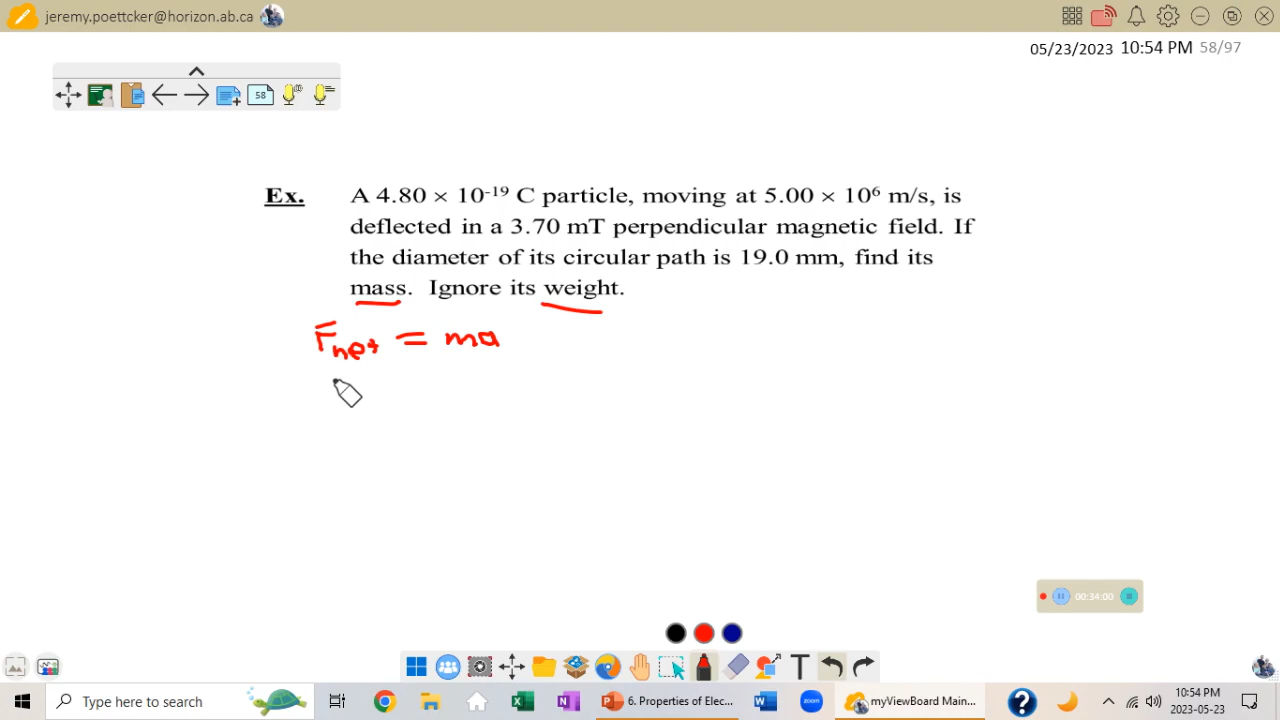 jeremy.poettcker@horizon.ab.ca
05/23/2023 10:54 PM 58/97
58
Ex. A 4.80 × 10⁻¹⁹ C particle, moving at 5.00 × 10⁶ m/s, is
deflected in a 3.70 mT perpendicular magnetic field. If
the diameter of its circular path is 19.0 mm, find its
mass. Ignore its weight.
Fnet = ma
00:34:00
Type here to search
6. Properties of Elec...
zoom
myViewBoard Main...
10:54 PM
2023-05-23